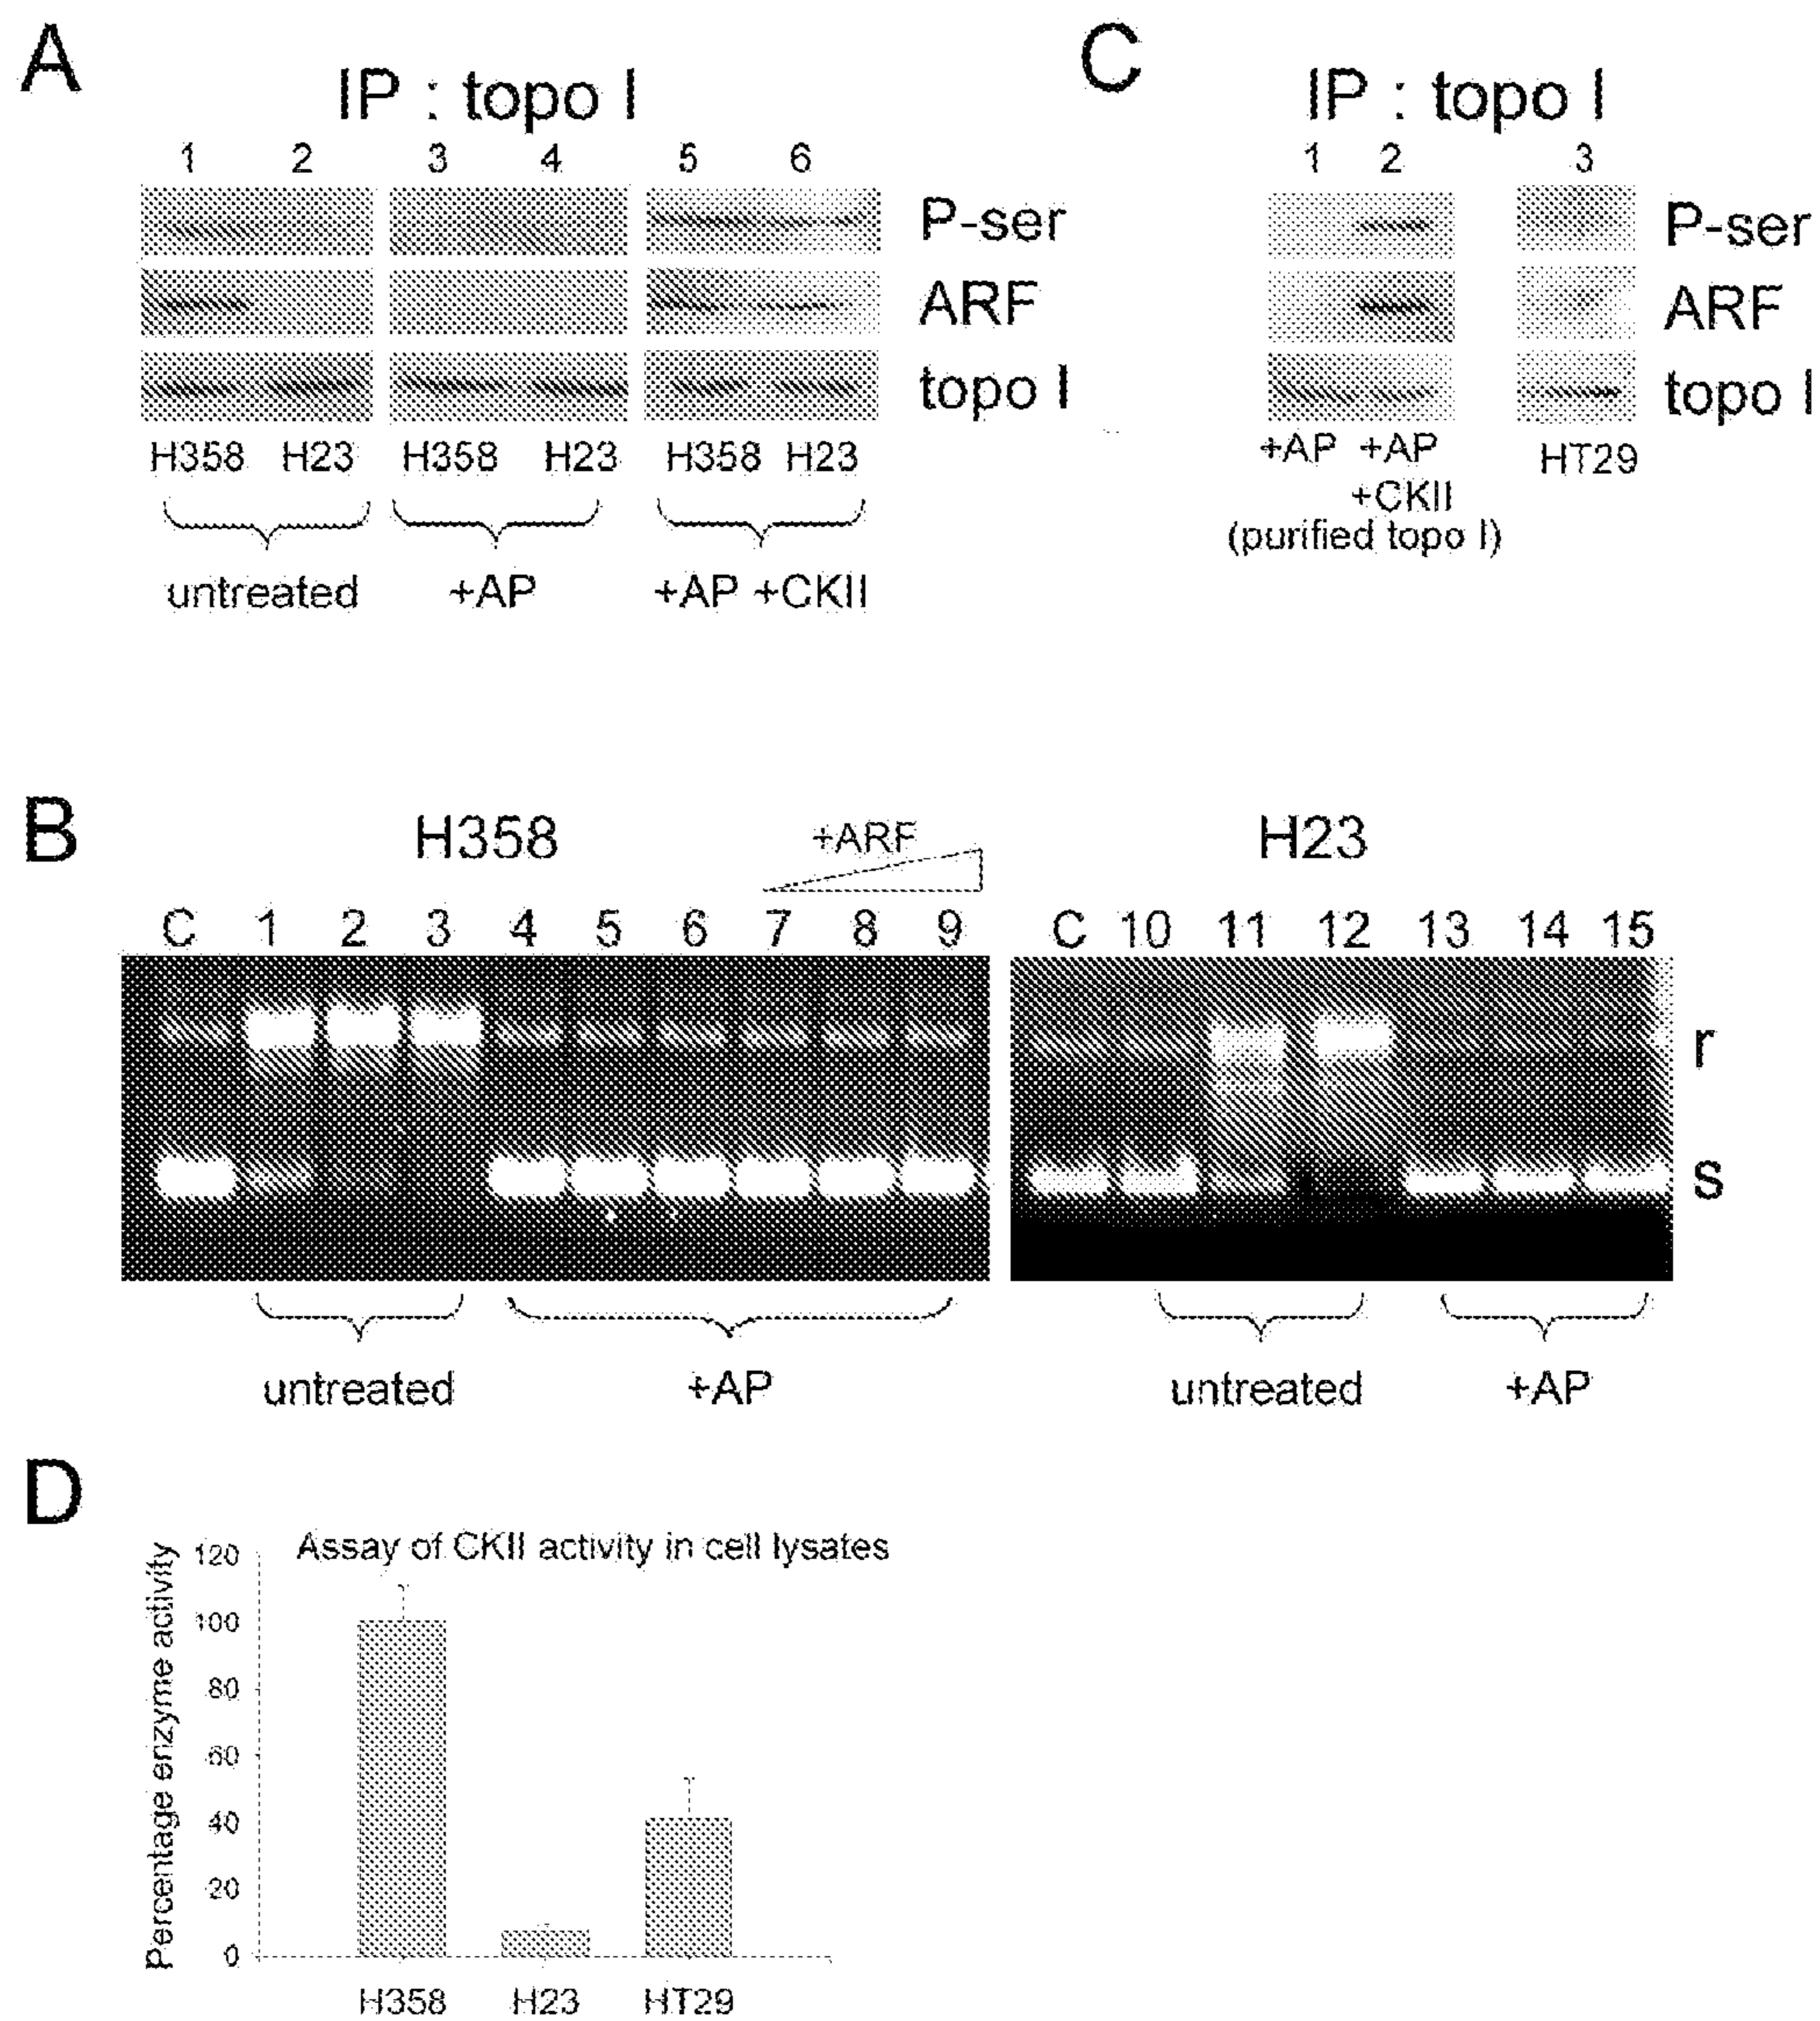 A
IP : topo I
1 2 3 4 5 6
P-ser
ARF
topo I
H358 H23 H358 H23 H358 H23
untreated +AP +AP +CKII
C
IP : topo I
1 2 3
P-ser
ARF
topo I
+AP +AP HT29
+CKII
(purified topo I)
B
H358 +ARF H23
C 1 2 3 4 5 6 7 8 9 C 10 11 12 13 14 15
r
s
untreated +AP untreated +AP
D
Assay of CKII activity in cell lysates
Percentage enzyme activity
120
100
80
60
40
20
0
H358 H23 HT29